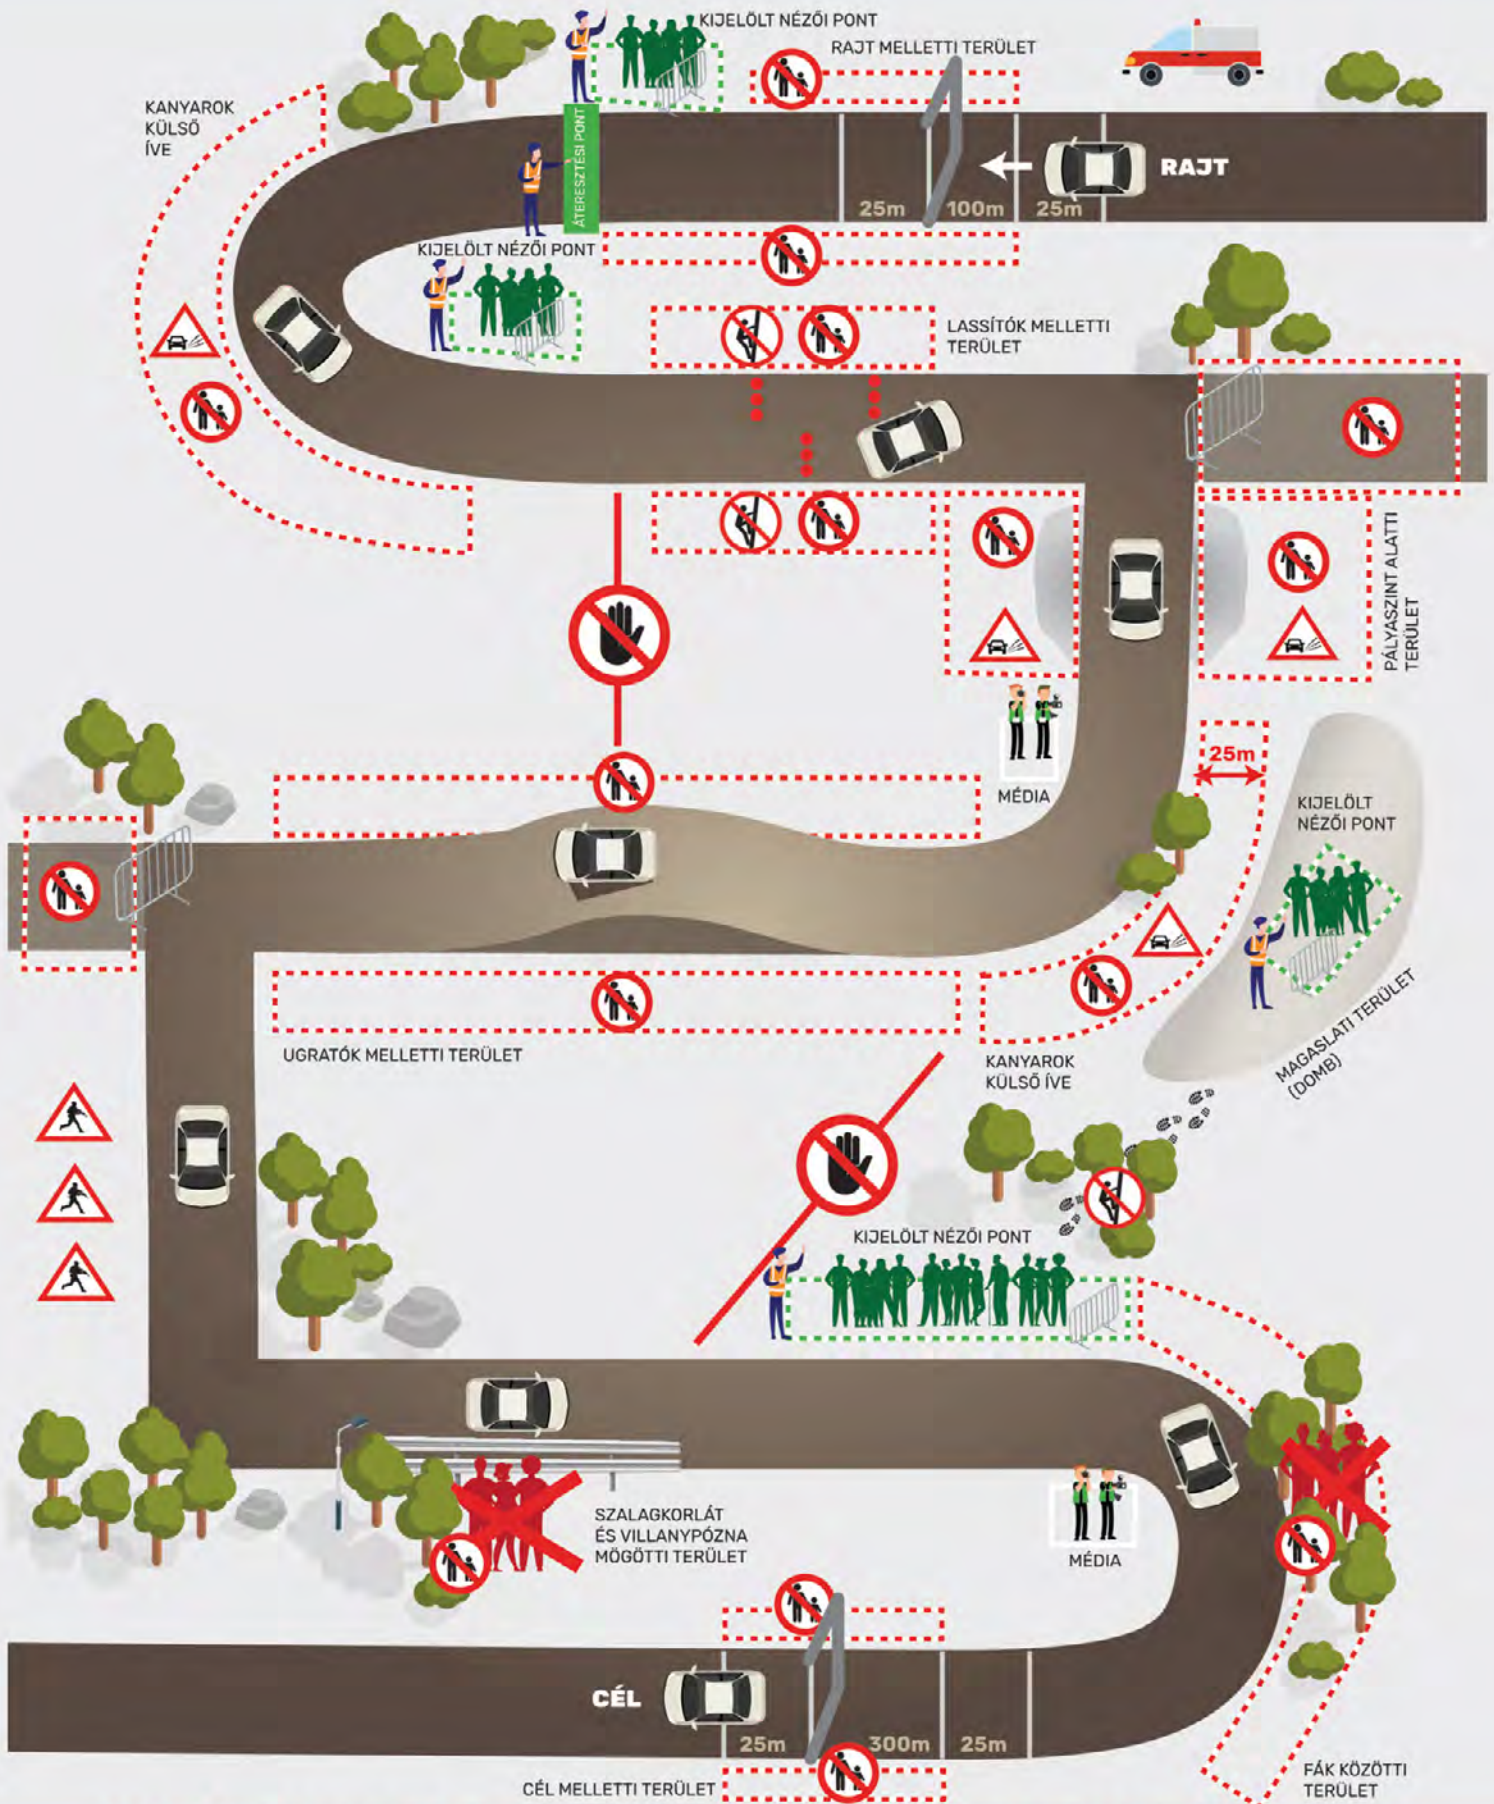 KIJELÖLT NÉZŐI PONT
RAJT MELLETTI TERÜLET
KANYAROK
KÜLSŐ
ÍVE
ÁTERESZTÉSI PONT
RAJT
25m
100m
25m
KIJELÖLT NÉZŐI PONT
LASSÍTÓK MELLETTI
TERÜLET
PÁLYASZINT ALATTI
TERÜLET
MÉDIA
25m
KIJELÖLT
NÉZŐI PONT
MAGASLATI TERÜLET
(DOMB)
UGRATÓK MELLETTI TERÜLET
KANYAROK
KÜLSŐ ÍVE
KIJELÖLT NÉZŐI PONT
SZALAGKORLÁT
ÉS VILLANYPÓZNA
MÖGÖTTI TERÜLET
MÉDIA
CÉL
25m
300m
25m
CÉL MELLETTI TERÜLET
FÁK KÖZÖTTI
TERÜLET